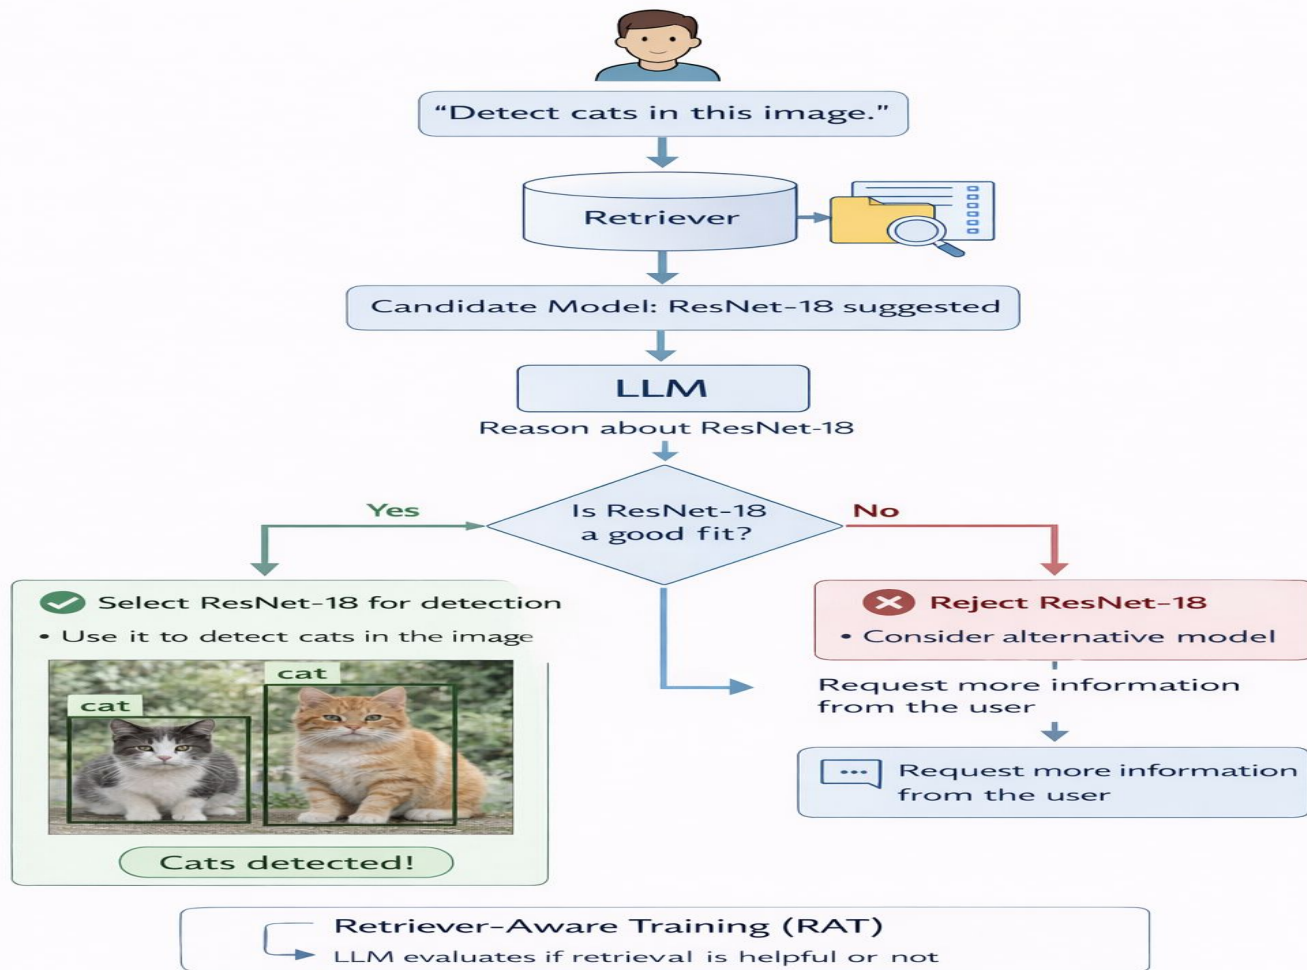 “Detect cats in this image.”
Retriever
Candidate Model: ResNet-18 suggested
LLM
Reason about ResNet-18
Is ResNet-18
a good fit?
Yes
No
Select ResNet-18 for detection
• Use it to detect cats in the image
cat
cat
Cats detected!
Reject ResNet-18
• Consider alternative model
Request more information
from the user
Request more information
from the user
Retriever-Aware Training (RAT)
LLM evaluates if retrieval is helpful or not